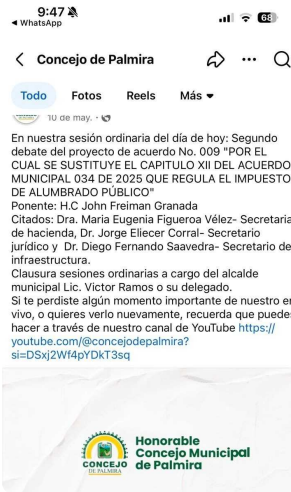 9:47
68
◄ WhatsApp
Concejo de Palmira
Todo Fotos Reels Más
10 de may. ·
En nuestra sesión ordinaria del día de hoy: Segundo
debate del proyecto de acuerdo No. 009 "POR EL
CUAL SE SUSTITUYE EL CAPITULO XII DEL ACUERDO
MUNICIPAL 034 DE 2025 QUE REGULA EL IMPUESTO
DE ALUMBRADO PÚBLICO"
Ponente: H.C John Freiman Granada
Citados: Dra. Maria Eugenia Figueroa Vélez- Secretaria
de hacienda, Dr. Jorge Eliecer Corral- Secretario
jurídico y Dr. Diego Fernando Saavedra- Secretario de
infraestructura.
Clausura sesiones ordinarias a cargo del alcalde
municipal Lic. Victor Ramos o su delegado.
Si te perdiste algún momento importante de nuestro en
vivo, o quieres verlo nuevamente, recuerda que puedes
hacer a través de nuestro canal de YouTube https://
youtube.com/@concejodepalmira?
si=DSxj2Wf4pYDkT3sq
CONCEJO
DE PALMIRA
Honorable
Concejo Municipal
de Palmira